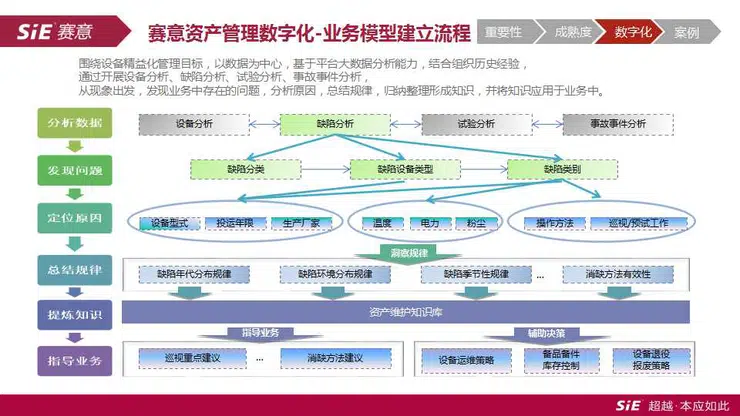 SiE 赛意
赛意资产管理数字化-业务模型建立流程
重要性
成熟度
数字化
案例
围绕设备精益化管理目标，以数据为中心，基于平台大数据分析能力，结合组织历史经验，
通过开展设备分析、缺陷分析、试验分析、事故事件分析，
从现象出发，发现业务中存在的问题，分析原因，总结规律，归纳整理形成知识，并将知识应用于业务中。
分析数据
设备分析
缺陷分析
试验分析
事故事件分析
发现问题
缺陷分类
缺陷设备类型
缺陷类别
定位原因
设备型式
投运年限
生产厂家
温度
电力
粉尘
操作方法
巡视/预试工作
洞察规律
总结规律
缺陷年代分布规律
缺陷环境分布规律
缺陷季节性规律
...
消缺方法有效性
提炼知识
资产维护知识库
指导业务
辅助决策
指导业务
巡视重点建议
...
消缺方法建议
设备运维策略
备品备件
库存控制
设备退役
报废策略
SiE 超越·本应如此